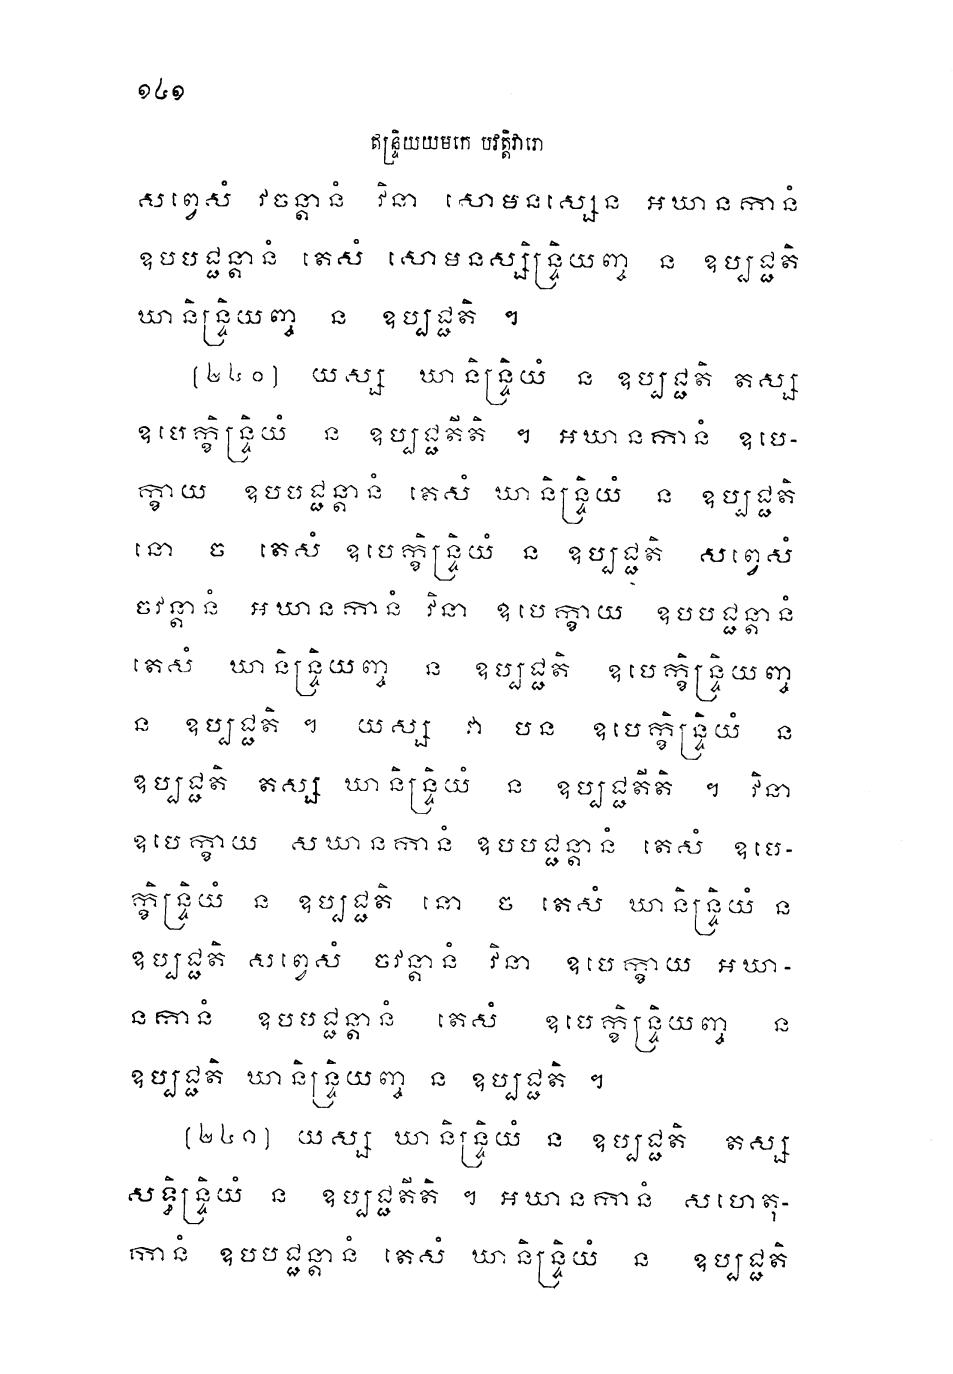 ១៤១
ឥន្ទ្រិយយមកេ បវត្តិវារោ
សព្វេសំ វចន្តានំ វិនា សោមនស្សេន អឃានកានំ
ឧបបជ្ជន្តានំ តេសំ សោមនស្សិន្ទ្រិយញ្ច ន ឧប្បជ្ជតិ
ឃានិន្ទ្រិយញ្ច ន ឧប្បជ្ជតិ ។
(២៤០) យស្ស ឃានិន្ទ្រិយំ ន ឧប្បជ្ជតិ តស្ស
ឧបេក្ខិន្ទ្រិយំ ន ឧប្បជ្ជតីតិ ។ អឃានកានំ ឧបេ-
ក្ខាយ ឧបបជ្ជន្តានំ តេសំ ឃានិន្ទ្រិយំ ន ឧប្បជ្ជតិ
នោ ច តេសំ ឧបេក្ខិន្ទ្រិយំ ន ឧប្បជ្ជតិ សព្វេសំ
ចវន្តានំ អឃានកានំ វិនា ឧបេក្ខាយ ឧបបជ្ជន្តានំ
តេសំ ឃានិន្ទ្រិយញ្ច ន ឧប្បជ្ជតិ ឧបេក្ខិន្ទ្រិយញ្ច
ន ឧប្បជ្ជតិ ។ យស្ស វា បន ឧបេក្ខិន្ទ្រិយំ ន
ឧប្បជ្ជតិ តស្ស ឃានិន្ទ្រិយំ ន ឧប្បជ្ជតីតិ ។ វិនា
ឧបេក្ខាយ សឃានកានំ ឧបបជ្ជន្តានំ តេសំ ឧបេ-
ក្ខិន្ទ្រិយំ ន ឧប្បជ្ជតិ នោ ច តេសំ ឃានិន្ទ្រិយំ ន
ឧប្បជ្ជតិ សព្វេសំ ចវន្តានំ វិនា ឧបេក្ខាយ អឃា-
នកានំ ឧបបជ្ជន្តានំ តេសំ ឧបេក្ខិន្ទ្រិយញ្ច ន
ឧប្បជ្ជតិ ឃានិន្ទ្រិយញ្ច ន ឧប្បជ្ជតិ ។
(២៤១) យស្ស ឃានិន្ទ្រិយំ ន ឧប្បជ្ជតិ តស្ស
សទ្ធិន្ទ្រិយំ ន ឧប្បជ្ជតីតិ ។ អឃានកានំ សហេតុ-
កានំ ឧបបជ្ជន្តានំ តេសំ ឃានិន្ទ្រិយំ ន ឧប្បជ្ជតិ